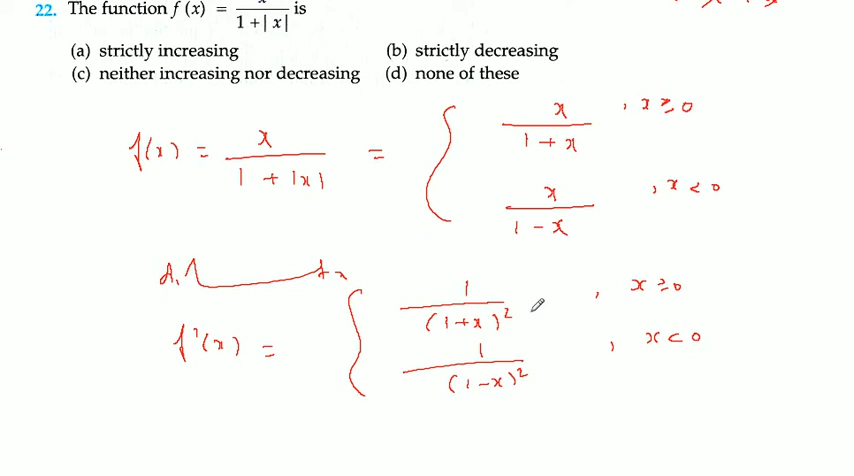 22. The function f (x) = x / 1 +| x | is
(a) strictly increasing (b) strictly decreasing
(c) neither increasing nor decreasing (d) none of these
f(x) = x / 1 + |x| = { x / 1 + x , x ≥ 0
x / 1 - x , x < 0
f'(x) = { 1 / (1+x)² , x ≥ 0
1 / (1-x)² , x < 0